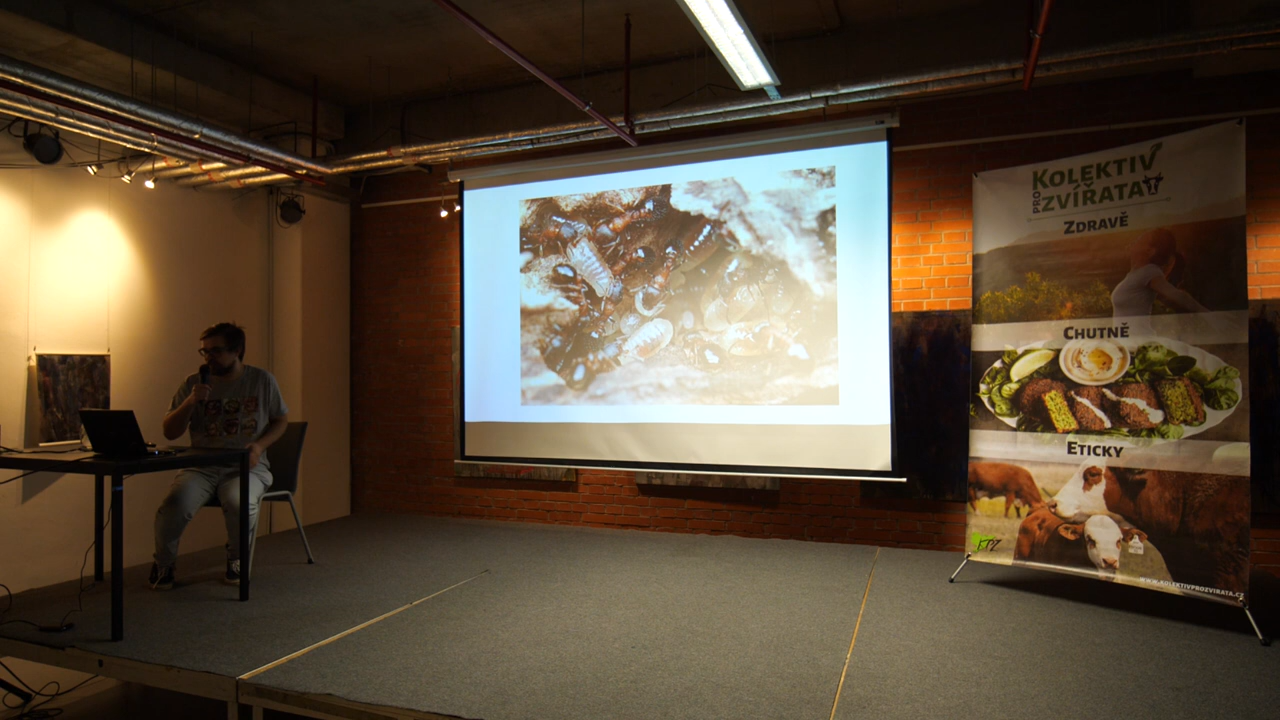 KOLEKTIV
PRO
ZVÍŘATA
ZDRAVĚ
CHUTNĚ
ETICKY
KPZ
WWW.KOLEKTIVPROZVIRATA.CZ